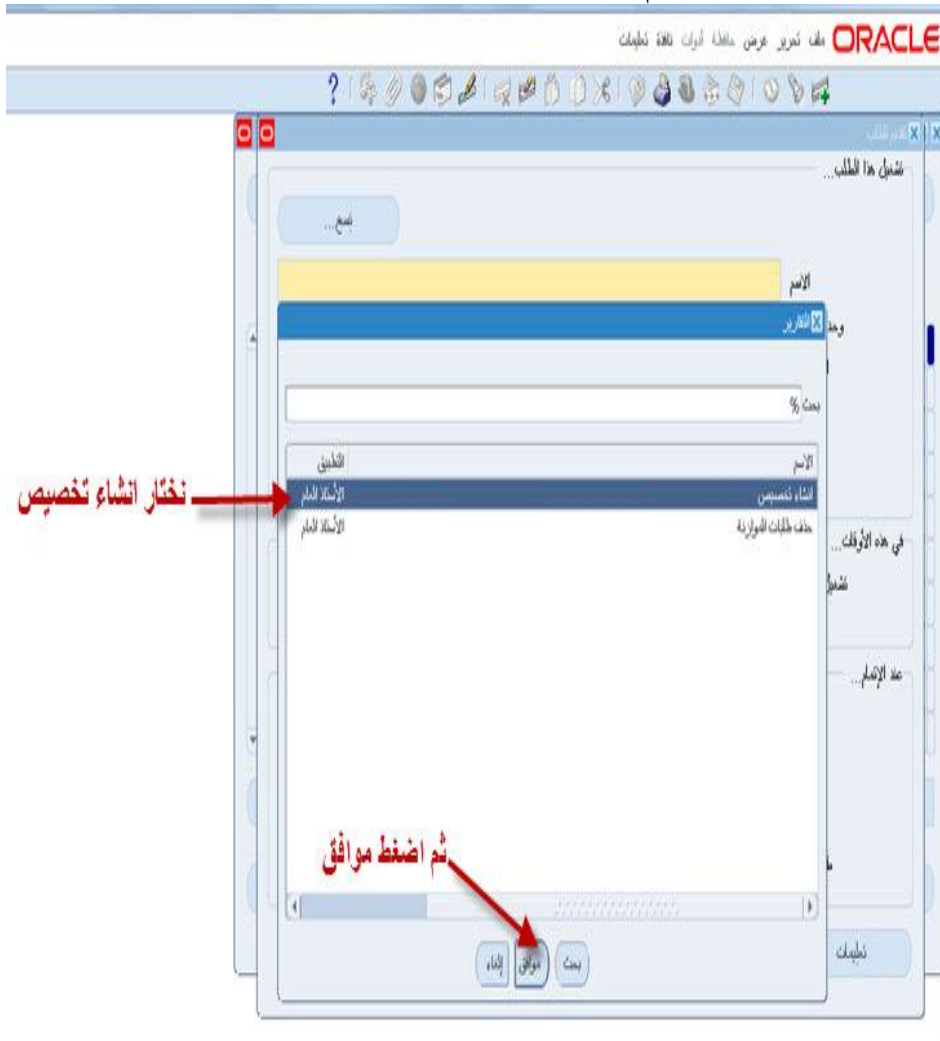 ORACLE ملف تحرير عرض حافظة أدوات نافذة تعليمات
?
تقديم الطلب
تشغيل هذا الطلب...
نسخ...
الاسم
التقارير
بحث %
الاسم التطبيق
انشاء تخصيص الأستاذ العام
نختار انشاء تخصيص
حذف طلبات الموازنة الأستاذ العام
في هذه الأوقات...
عند الإتمام...
ثم اضغط موافق
بحث موافق إلغاء
تعليمات